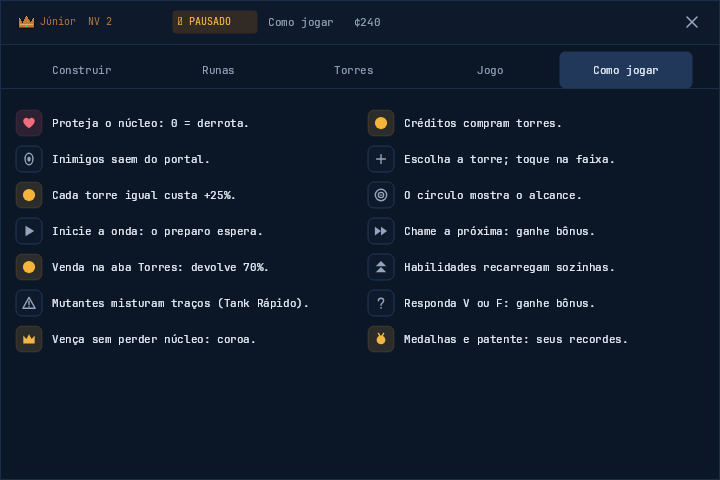 Júnior NV 2
PAUSADO
Como jogar
¢240
Construir
Runas
Torres
Jogo
Como jogar
Proteja o núcleo: 0 = derrota.
Créditos compram torres.
Inimigos saem do portal.
Escolha a torre; toque na faixa.
Cada torre igual custa +25%.
O círculo mostra o alcance.
Inicie a onda: o preparo espera.
Chame a próxima: ganhe bônus.
Venda na aba Torres: devolve 70%.
Habilidades recarregam sozinhas.
Mutantes misturam traços (Tank Rápido).
Responda V ou F: ganhe bônus.
Vença sem perder núcleo: coroa.
Medalhas e patente: seus recordes.